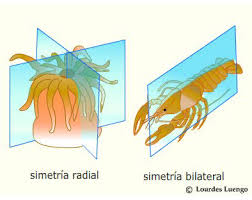 simetría radial
simetría bilateral
© Lourdes Luengo